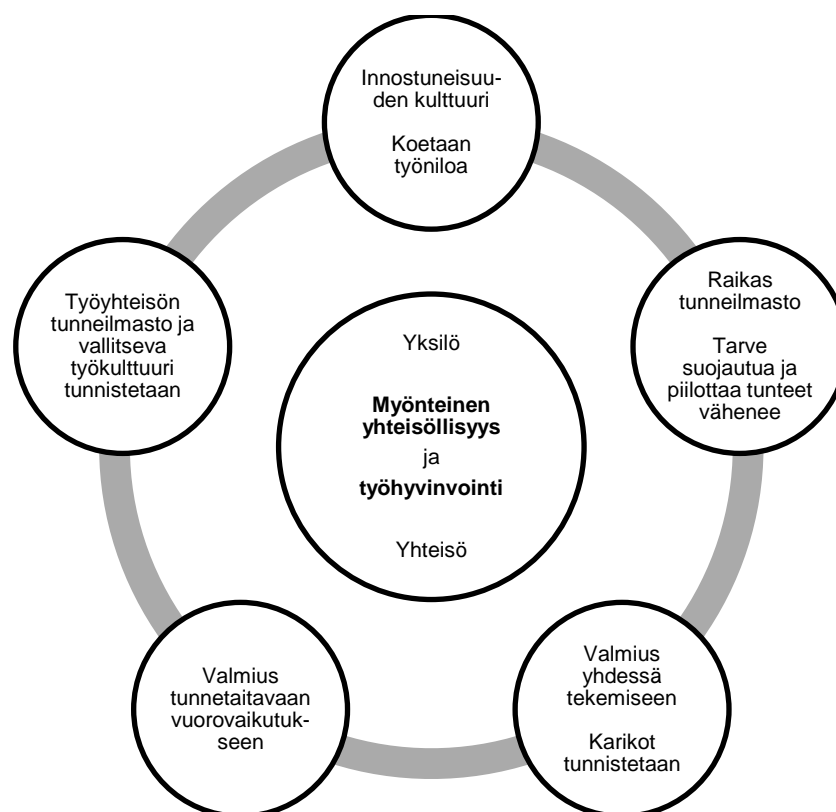 Innostuneisuu-
den kulttuuri
Koetaan
työniloa
Raikas
tunneilmasto
Tarve
suojautua ja
piilottaa tunteet
vähenee
Valmius
yhdessä
tekemiseen
Karikot
tunnistetaan
Valmius
tunnetaitavaan
vuorovaikutuk-
seen
Työyhteisön
tunneilmasto ja
vallitseva
työkulttuuri
tunnistetaan
Yksilö
Myönteinen
yhteisöllisyys
ja
työhyvinvointi
Yhteisö